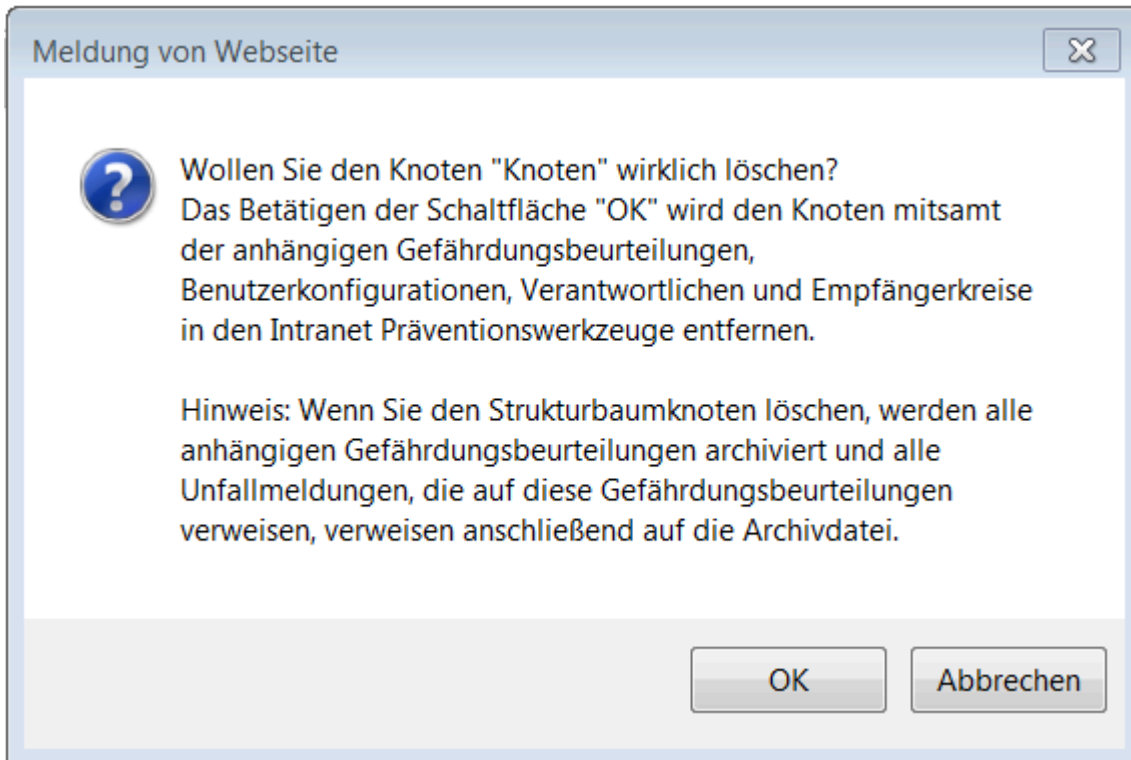 Meldung von Webseite
Wollen Sie den Knoten "Knoten" wirklich löschen?
Das Betätigen der Schaltfläche "OK" wird den Knoten mitsamt
der anhängigen Gefährdungsbeurteilungen,
Benutzerkonfigurationen, Verantwortlichen und Empfängerkreise
in den Intranet Präventionswerkzeuge entfernen.
Hinweis: Wenn Sie den Strukturbaumknoten löschen, werden alle
anhängigen Gefährdungsbeurteilungen archiviert und alle
Unfallmeldungen, die auf diese Gefährdungsbeurteilungen
verweisen, verweisen anschließend auf die Archivdatei.
OK
Abbrechen